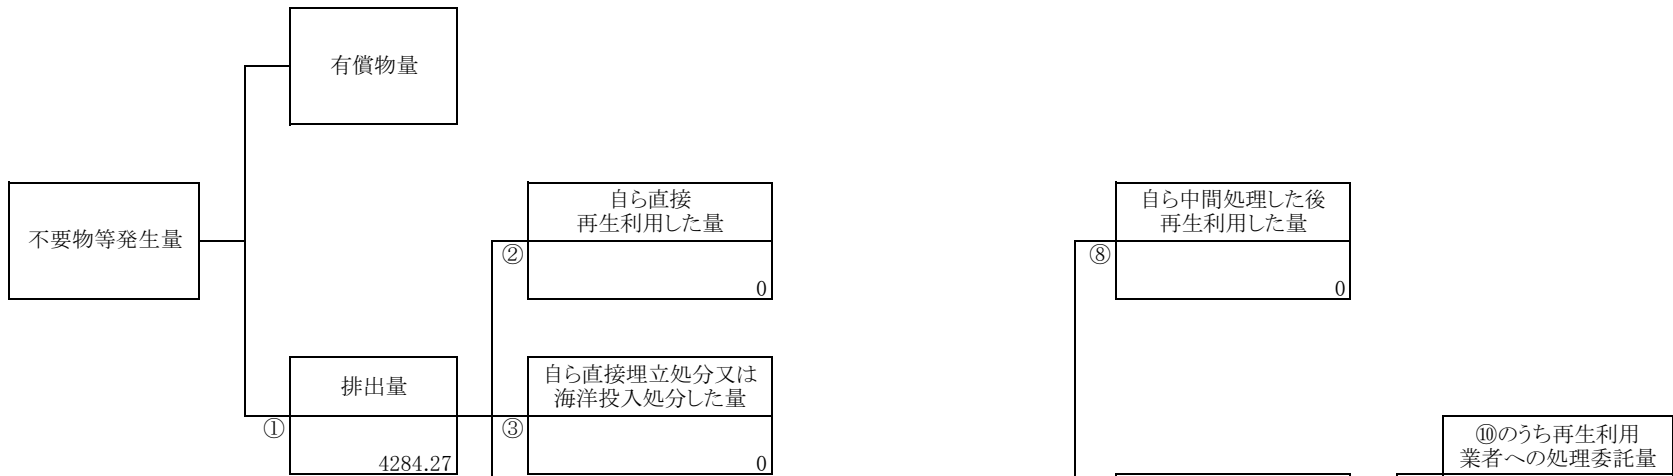 有償物量
不要物等発生量
自ら直接
再生利用した量
②
0
自ら中間処理した後
再生利用した量
⑧
0
排出量
①
4284.27
自ら直接埋立処分又は
海洋投入処分した量
③
0
⑩のうち再生利用
業者への処理委託量